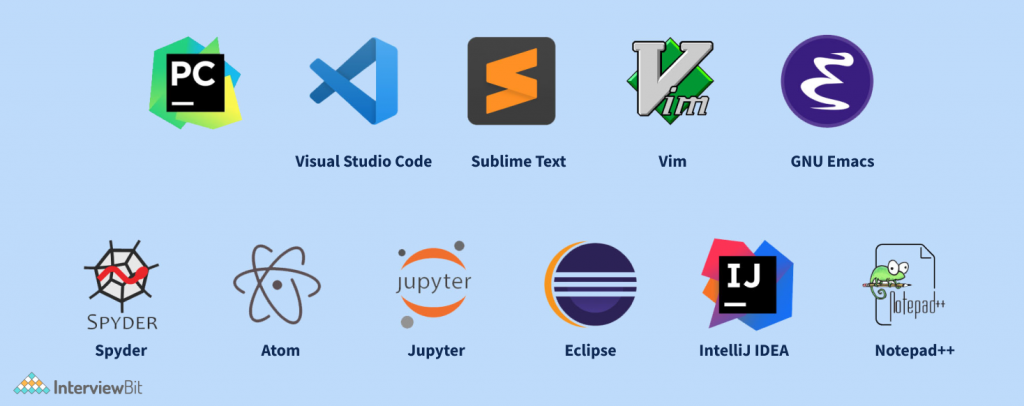 PC
Visual Studio Code
Sublime Text
Vim
Vim
GNU Emacs
SPYDER
Spyder
Atom
jupyter
Jupyter
Eclipse
IJ
IntelliJ IDEA
Notepad++
Notepad++
InterviewBit